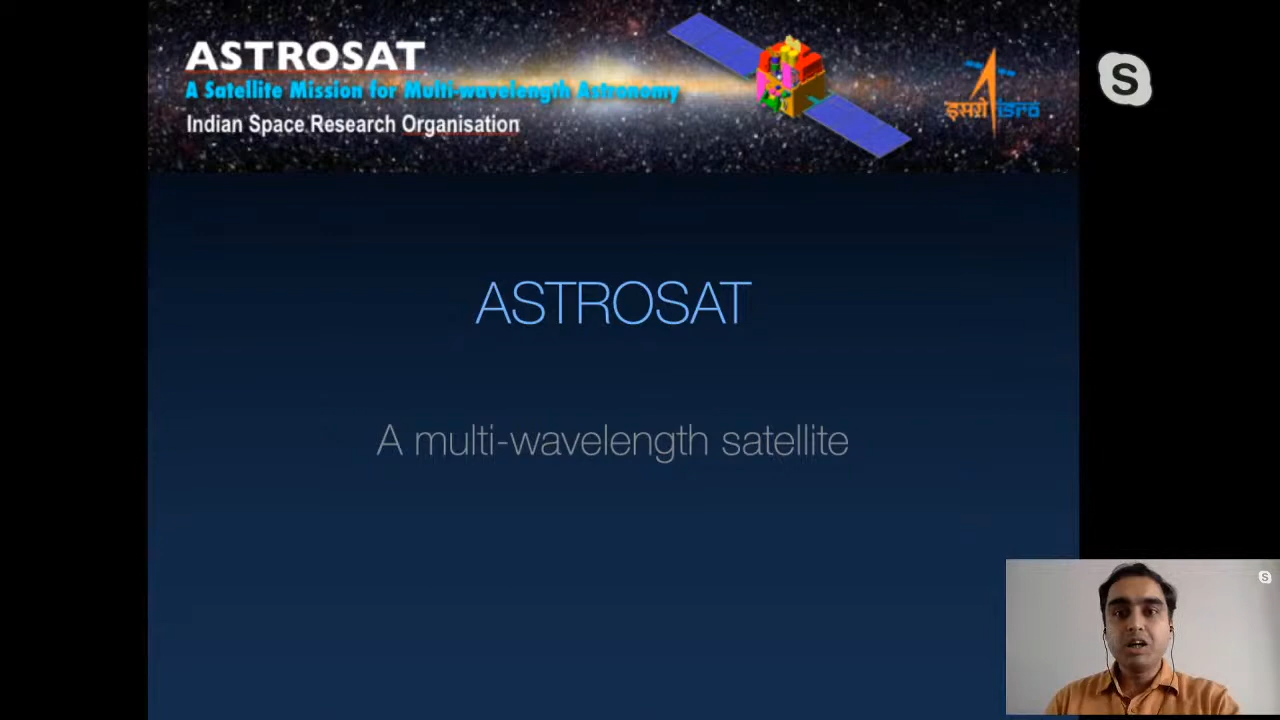 ASTROSAT
A Satellite Mission for Multi-wavelength Astronomy
Indian Space Research Organisation
इसरो isro
S
ASTROSAT
A multi-wavelength satellite
S